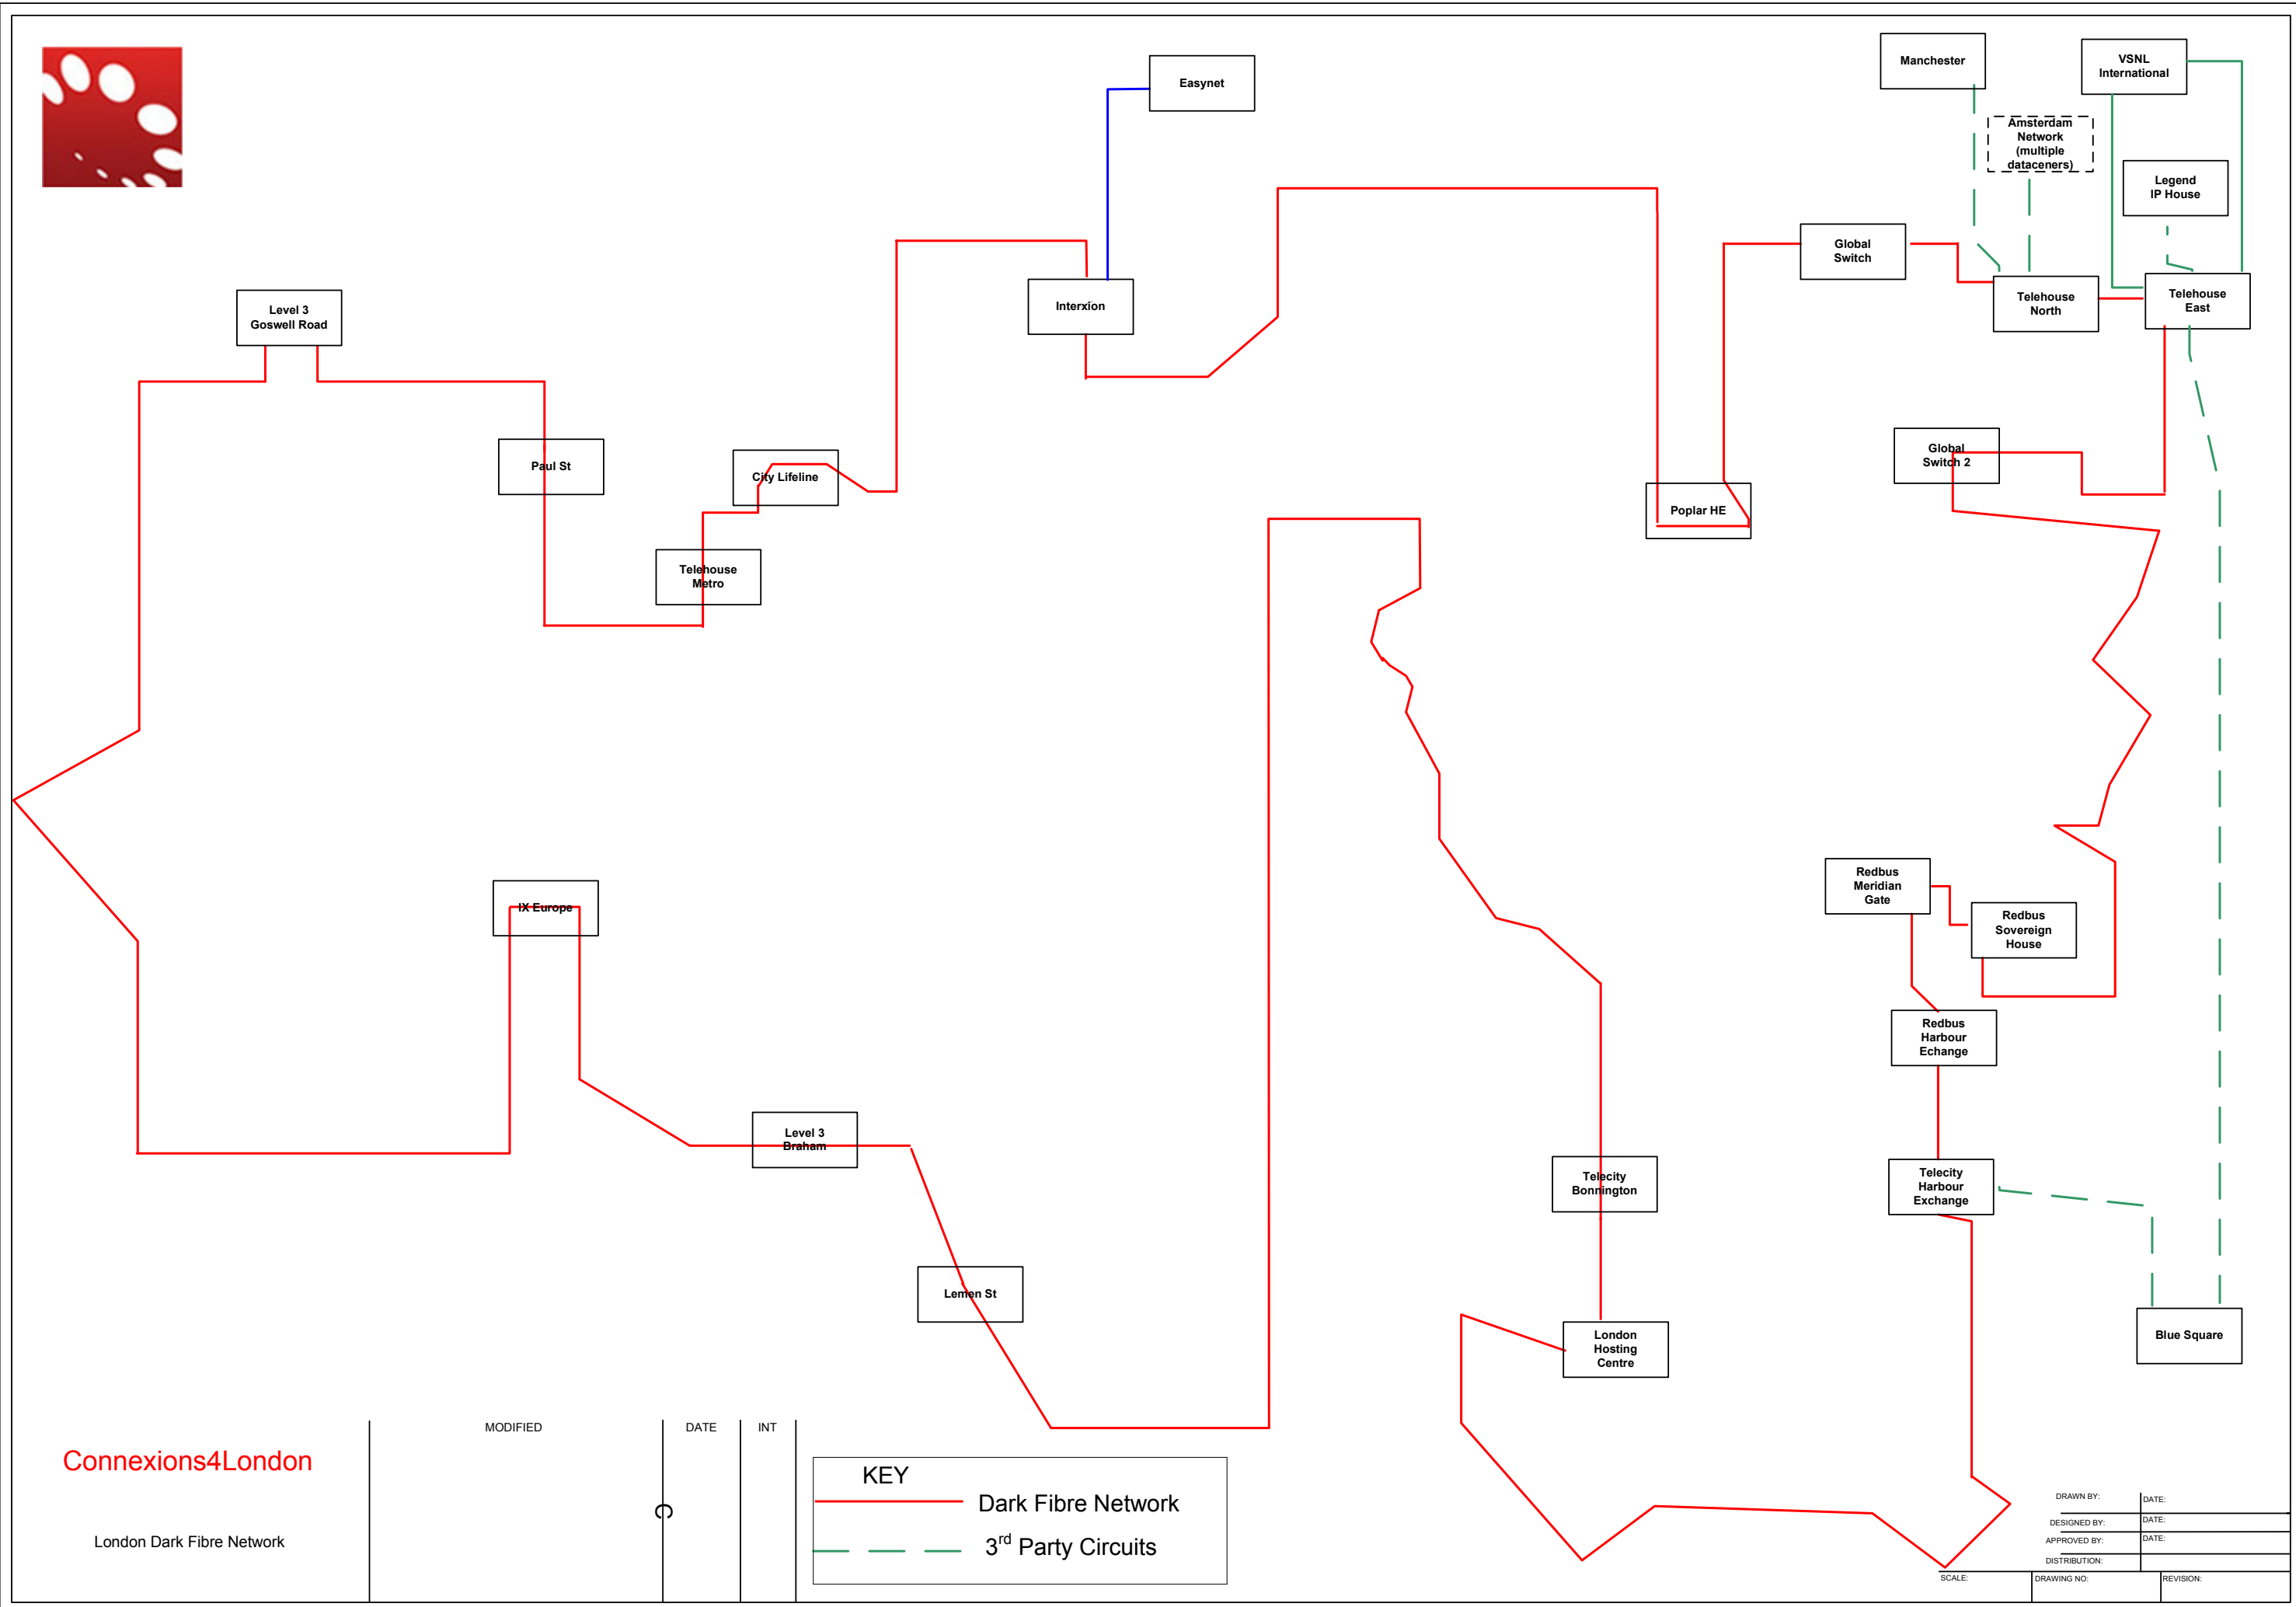 Easynet
Manchester
VSNL
International
Amsterdam
Network
(multiple
dataceners)
Legend
IP House
Global
Switch
Telehouse
North
Telehouse
East
Interxion
Level 3
Goswell Road
Paul St
City Lifeline
Telehouse
Metro
Poplar HE
Global
Switch 2
IX Europe
Redbus
Meridian
Gate
Redbus
Sovereign
House
Redbus
Harbour
Echange
Level 3
Braham
Telecity
Bonnington
Telecity
Harbour
Exchange
Lemen St
London
Hosting
Centre
Blue Square
Connexions4London
London Dark Fibre Network
MODIFIED
DATE
INT
C
KEY
Dark Fibre Network
3rd Party Circuits
DRAWN BY:
DATE:
DESIGNED BY:
DATE:
APPROVED BY:
DATE:
DISTRIBUTION:
SCALE:
DRAWING NO:
REVISION: